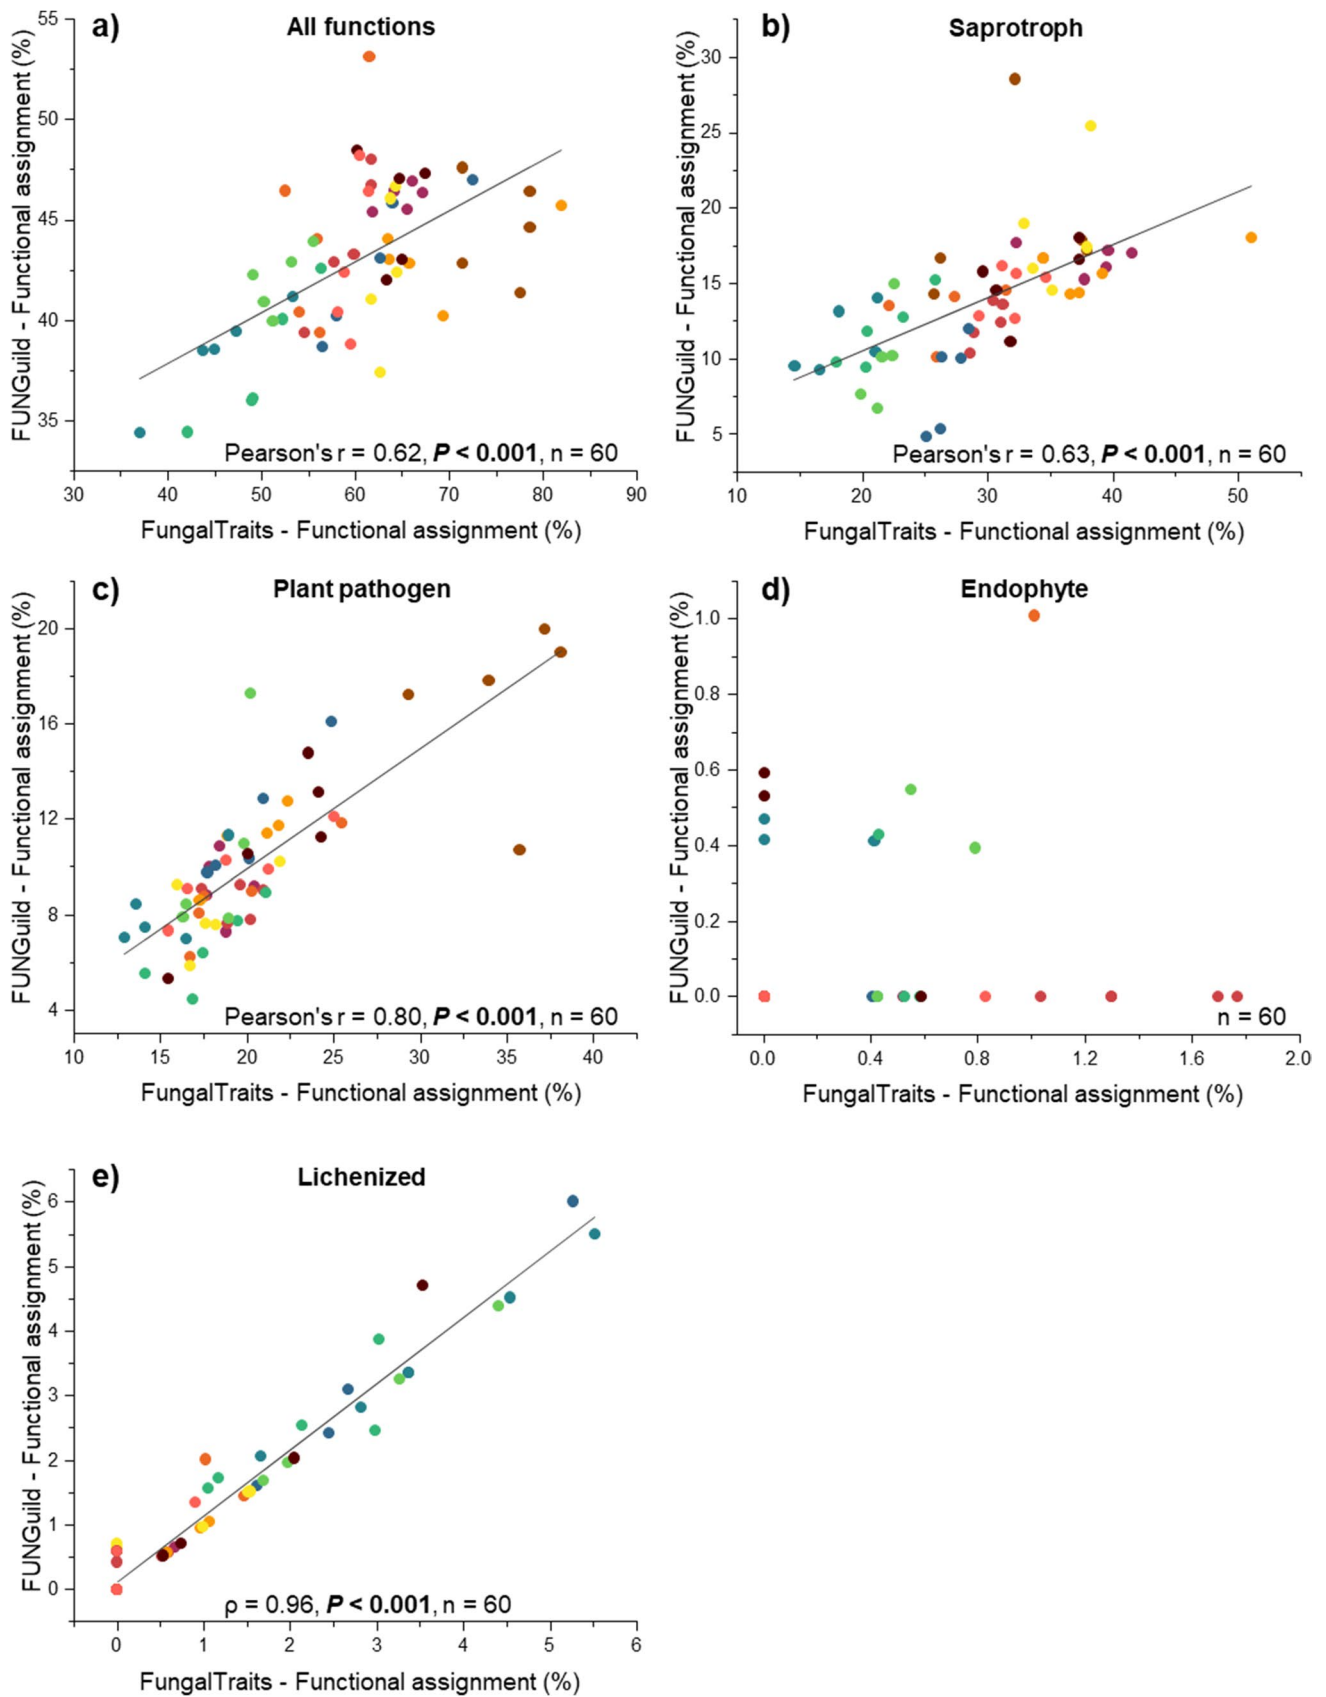 a) All functions
FUNGuild - Functional assignment (%)
55
50
45
40
35
Pearson's r = 0.62, P < 0.001, n = 60
30 40 50 60 70 80 90
FungalTraits - Functional assignment (%)
b) Saprotroph
FUNGuild - Functional assignment (%)
30
25
20
15
10
5
Pearson's r = 0.63, P < 0.001, n = 60
10 20 30 40 50
FungalTraits - Functional assignment (%)
c) Plant pathogen
FUNGuild - Functional assignment (%)
20
16
12
8
4
Pearson's r = 0.80, P < 0.001, n = 60
10 15 20 25 30 35 40
FungalTraits - Functional assignment (%)
d) Endophyte
FUNGuild - Functional assignment (%)
1.0
0.8
0.6
0.4
0.2
0.0
n = 60
0.0 0.4 0.8 1.2 1.6 2.0
FungalTraits - Functional assignment (%)
e) Lichenized
FUNGuild - Functional assignment (%)
6
5
4
3
2
1
0
ρ = 0.96, P < 0.001, n = 60
0 1 2 3 4 5 6
FungalTraits - Functional assignment (%)